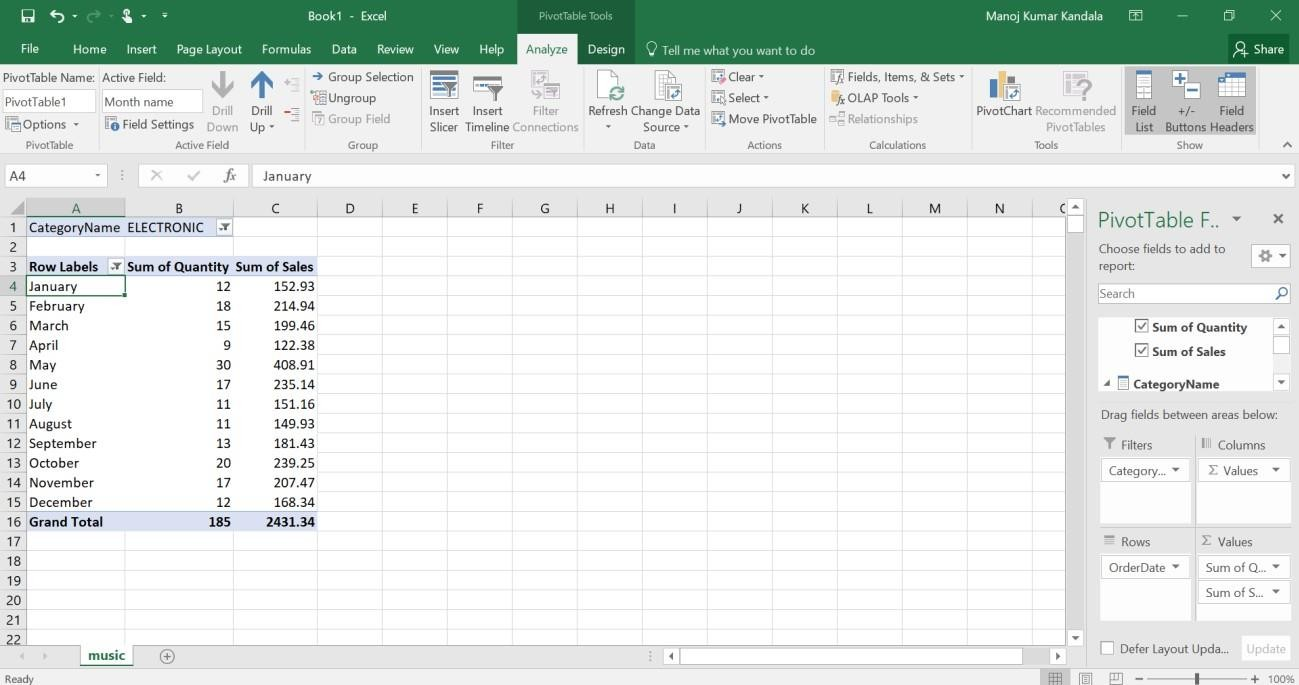 Book1 - Excel
PivotTable Tools
Manoj Kumar Kandala
File Home Insert Page Layout Formulas Data Review View Help Analyze Design Tell me what you want to do Share
PivotTable Name:
PivotTable1
Options
PivotTable
Active Field:
Month name
Field Settings
Drill Down
Drill Up
Active Field
Group Selection
Ungroup
Group Field
Group
Insert Slicer
Insert Timeline
Filter Connections
Filter
Refresh
Change Data Source
Data
Clear
Select
Move PivotTable
Actions
Fields, Items, & Sets
OLAP Tools
Relationships
Calculations
PivotChart
Recommended PivotTables
Tools
Field List
+/- Buttons
Field Headers
Show
A4 fx January
A B C D E F G H I J K L M N
1 CategoryName ELECTRONIC
2
3 Row Labels Sum of Quantity Sum of Sales
4 January 12 152.93
5 February 18 214.94
6 March 15 199.46
7 April 9 122.38
8 May 30 408.91
9 June 17 235.14
10 July 11 151.16
11 August 11 149.93
12 September 13 181.43
13 October 20 239.25
14 November 17 207.47
15 December 12 168.34
16 Grand Total 185 2431.34
17
18
19
20
21
22
PivotTable F..
Choose fields to add to
report:
Search
Sum of Quantity
Sum of Sales
CategoryName
Drag fields between areas below:
Filters
Category...
Columns
Σ Values
Rows
OrderDate
Σ Values
Sum of Q...
Sum of S...
Defer Layout Upda... Update
music
Ready
100%